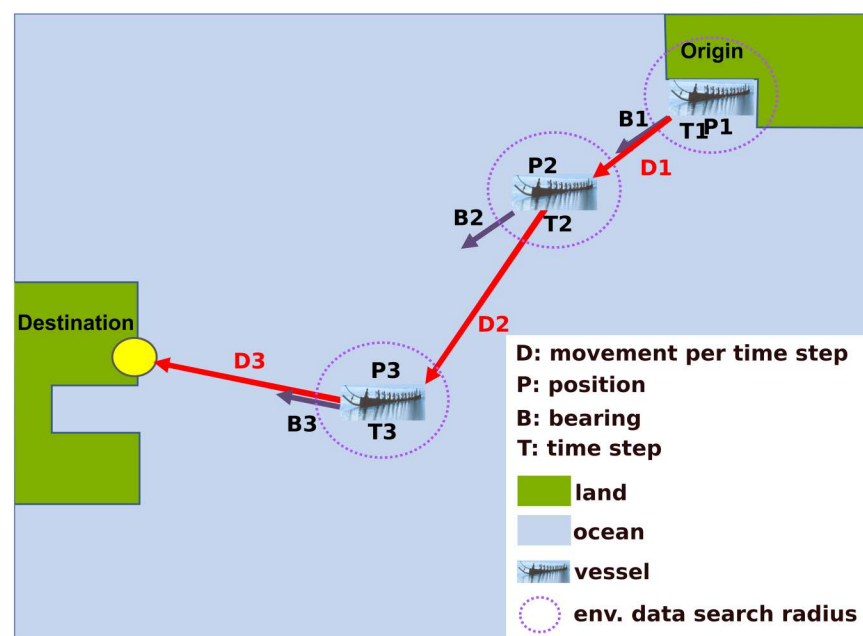 Origin
B1
T1
P1
D1
P2
B2
T2
D2
Destination
D3
P3
B3
T3
D: movement per time step
P: position
B: bearing
T: time step
land
ocean
vessel
env. data search radius